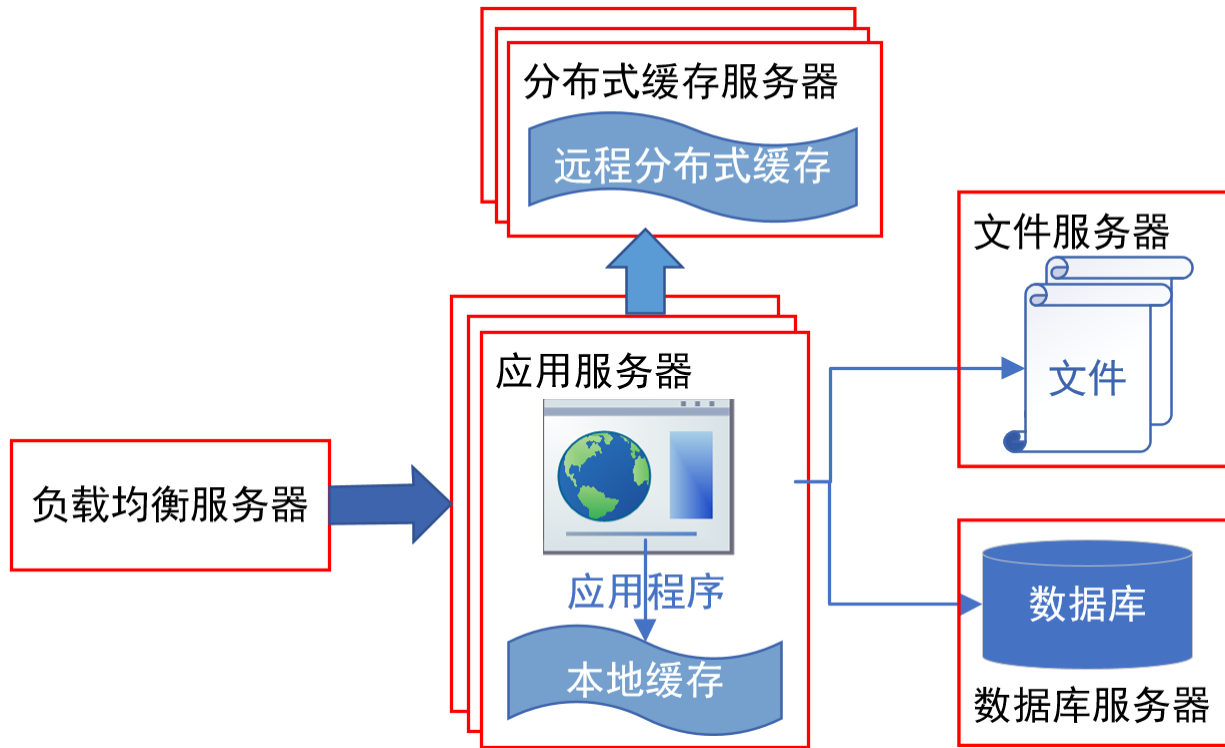 分布式缓存服务器
远程分布式缓存
文件服务器
文件
应用服务器
负载均衡服务器
应用程序
本地缓存
数据库
数据库服务器